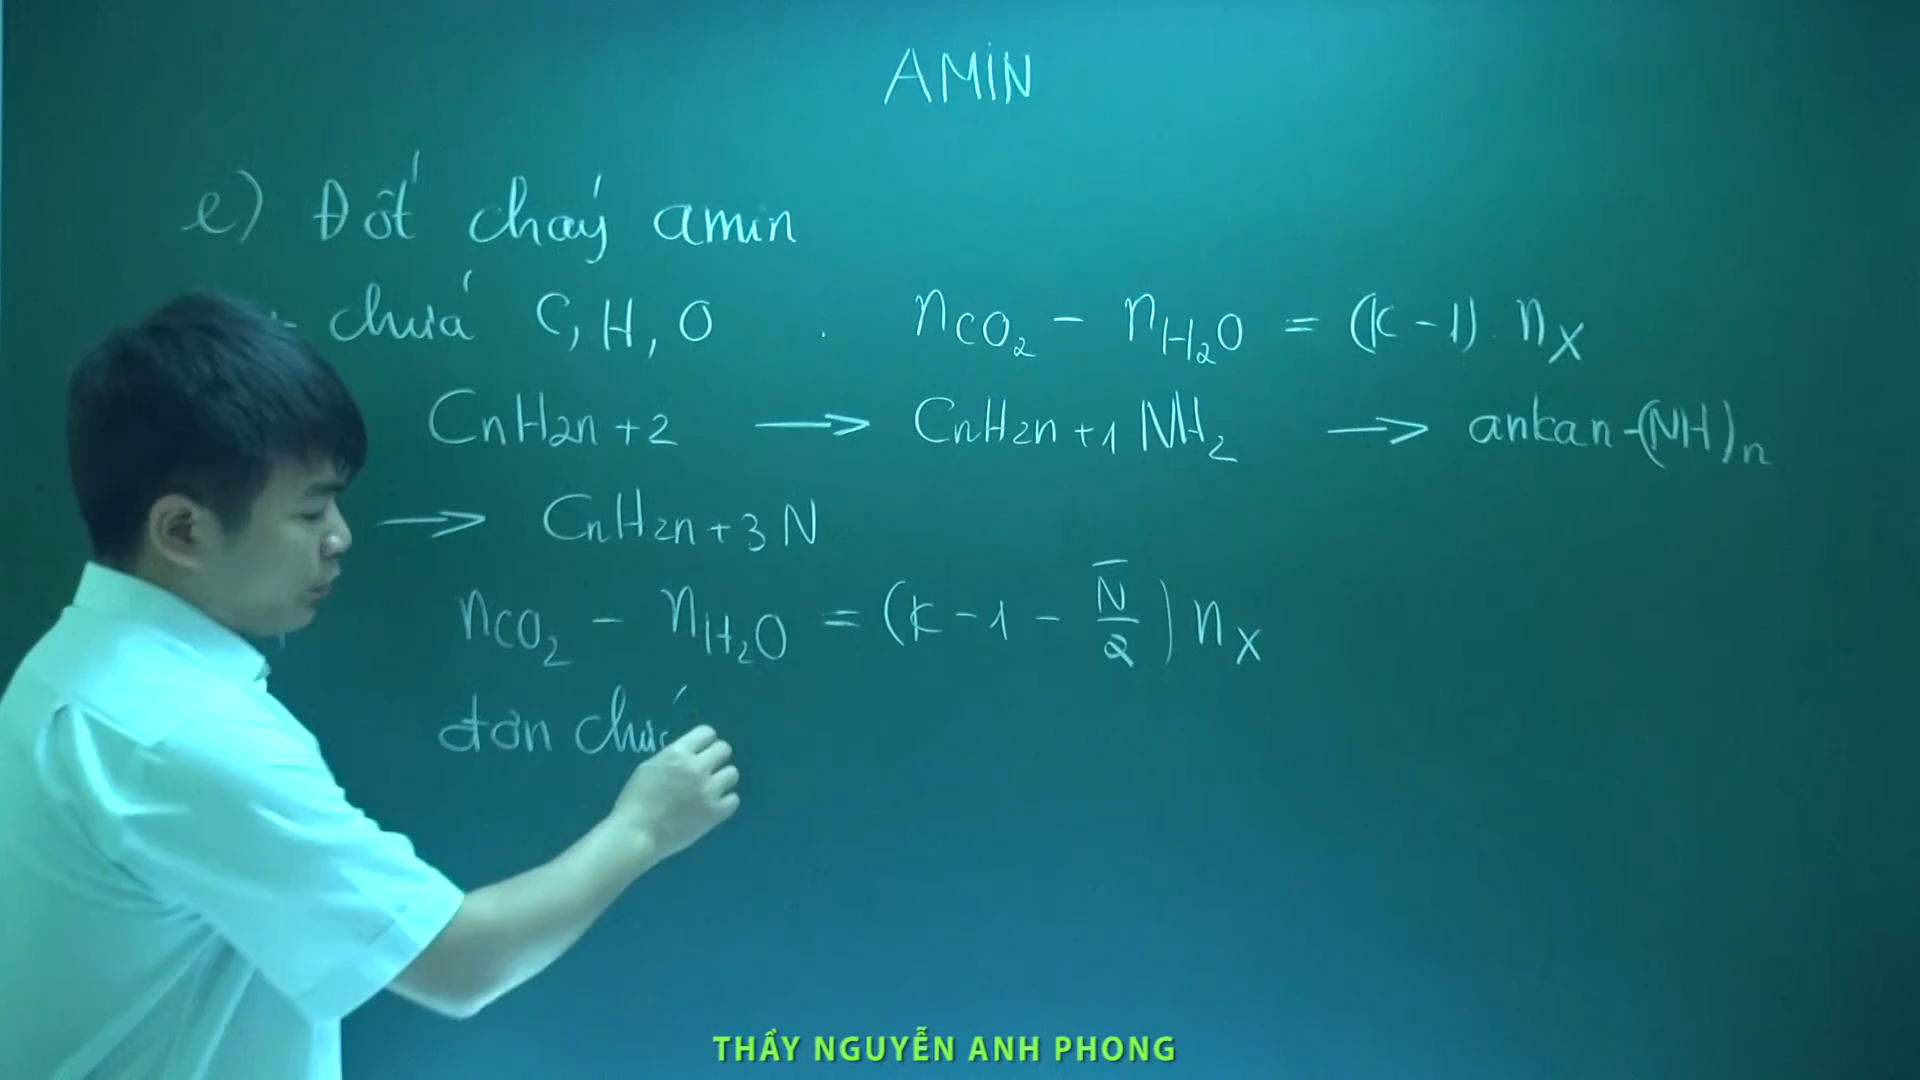 AMIN
e) Đốt cháy amin
chứa C, H, O . nCO₂ - nH₂O = (k-1) . nX
CnH2n+2 → CnH2n+1NH₂ → ankan-(NH)n
→ CnH2n+3N
nCO₂ - nH₂O = (k-1-N̅/2) nX
đơn chứ
THẦY NGUYỄN ANH PHONG